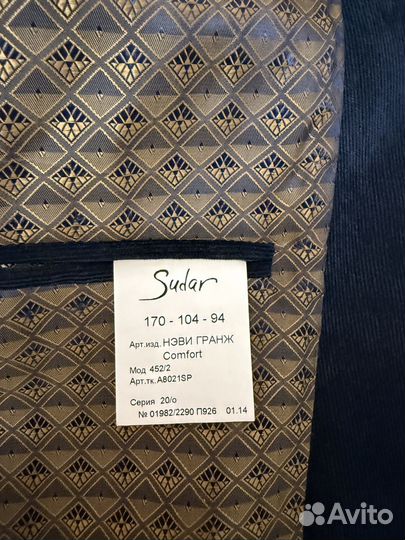 Sudar
170 - 104 - 94
Арт.изд. НЭВИ ГРАНЖ
Comfort
Мод 452/2
Арт.тк. A8021SP
Серия 20/о
№ 01982/2290 П926 01.14
Avito